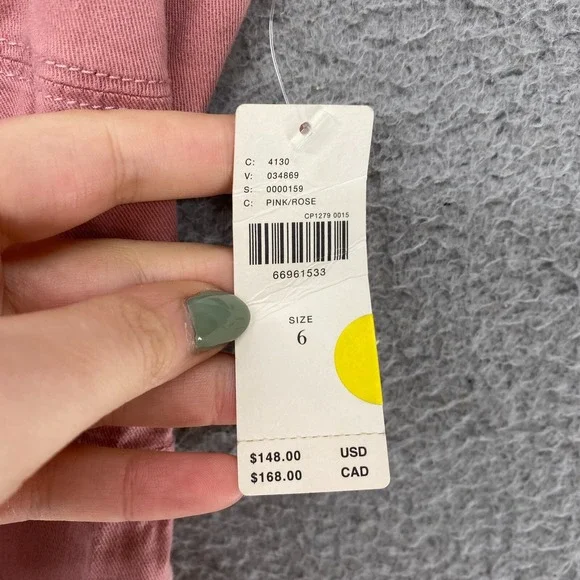 C: 4130
V: 034869
S: 0000159
C: PINK/ROSE
CP1279 0015
66961533
SIZE
6
$148.00 USD
$168.00 CAD